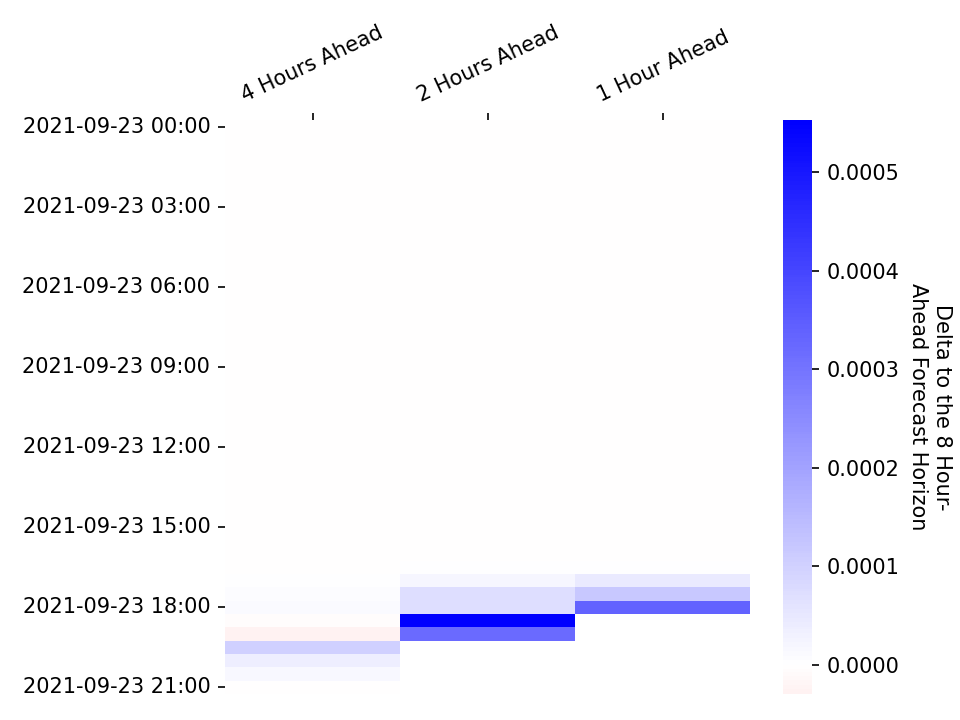 4 Hours Ahead
2 Hours Ahead
1 Hour Ahead
2021-09-23 00:00
2021-09-23 03:00
2021-09-23 06:00
2021-09-23 09:00
2021-09-23 12:00
2021-09-23 15:00
2021-09-23 18:00
2021-09-23 21:00
0.0005
0.0004
0.0003
0.0002
0.0001
0.0000
Delta to the 8 Hour-
Ahead Forecast Horizon